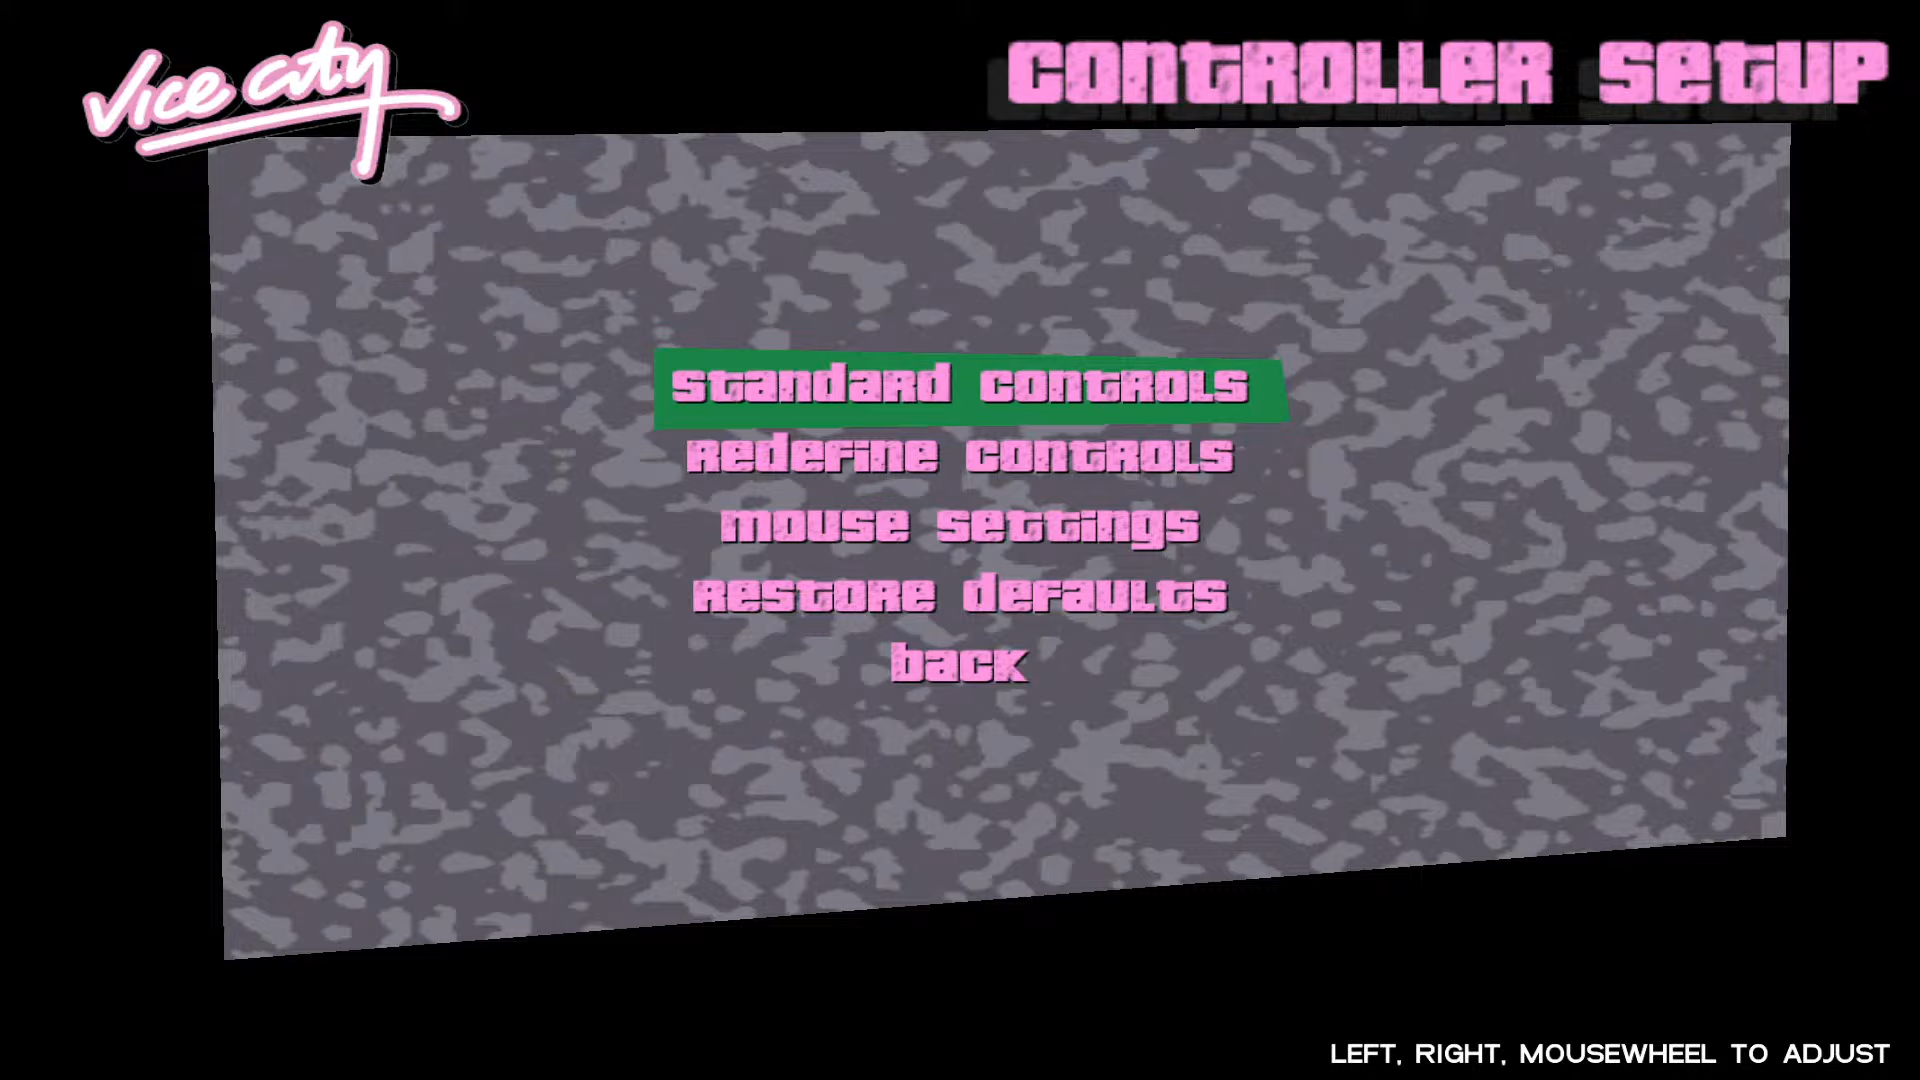 vice city
CONTROLLER SETUP
STANDARD CONTROLS
REDEFINE CONTROLS
MOUSE SETTINGS
RESTORE DEFAULTS
BACK
LEFT, RIGHT, MOUSEWHEEL TO ADJUST